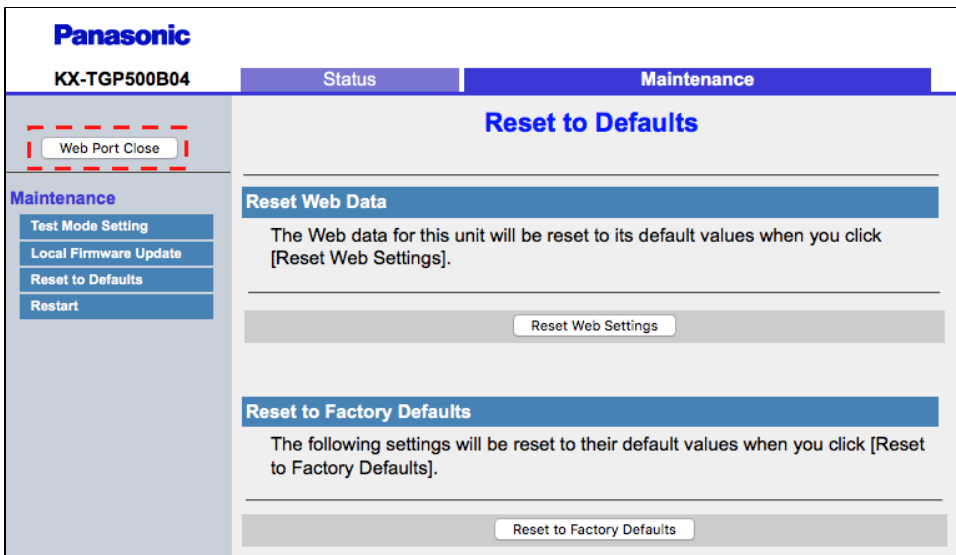 Panasonic
KX-TGP500B04
Status
Maintenance
Web Port Close
Maintenance
Test Mode Setting
Local Firmware Update
Reset to Defaults
Restart
Reset to Defaults
Reset Web Data
The Web data for this unit will be reset to its default values when you click
[Reset Web Settings].
Reset Web Settings
Reset to Factory Defaults
The following settings will be reset to their default values when you click [Reset
to Factory Defaults].
Reset to Factory Defaults